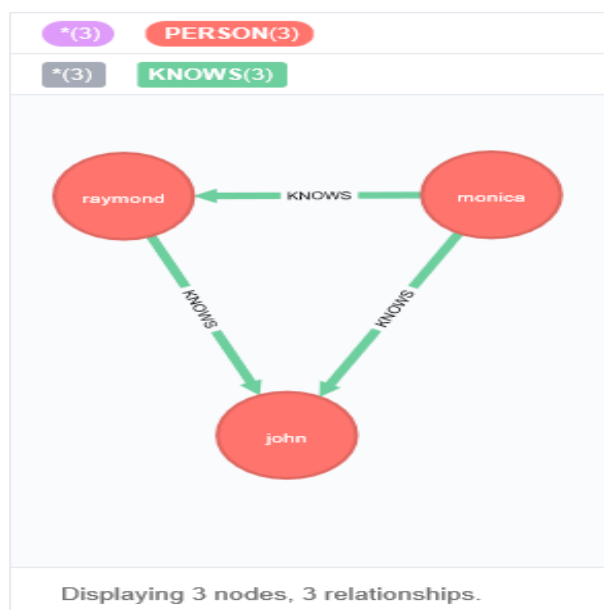 *(3) PERSON(3)
*(3) KNOWS(3)
raymond KNOWS monica
KNOWS KNOWS
john
Displaying 3 nodes, 3 relationships.